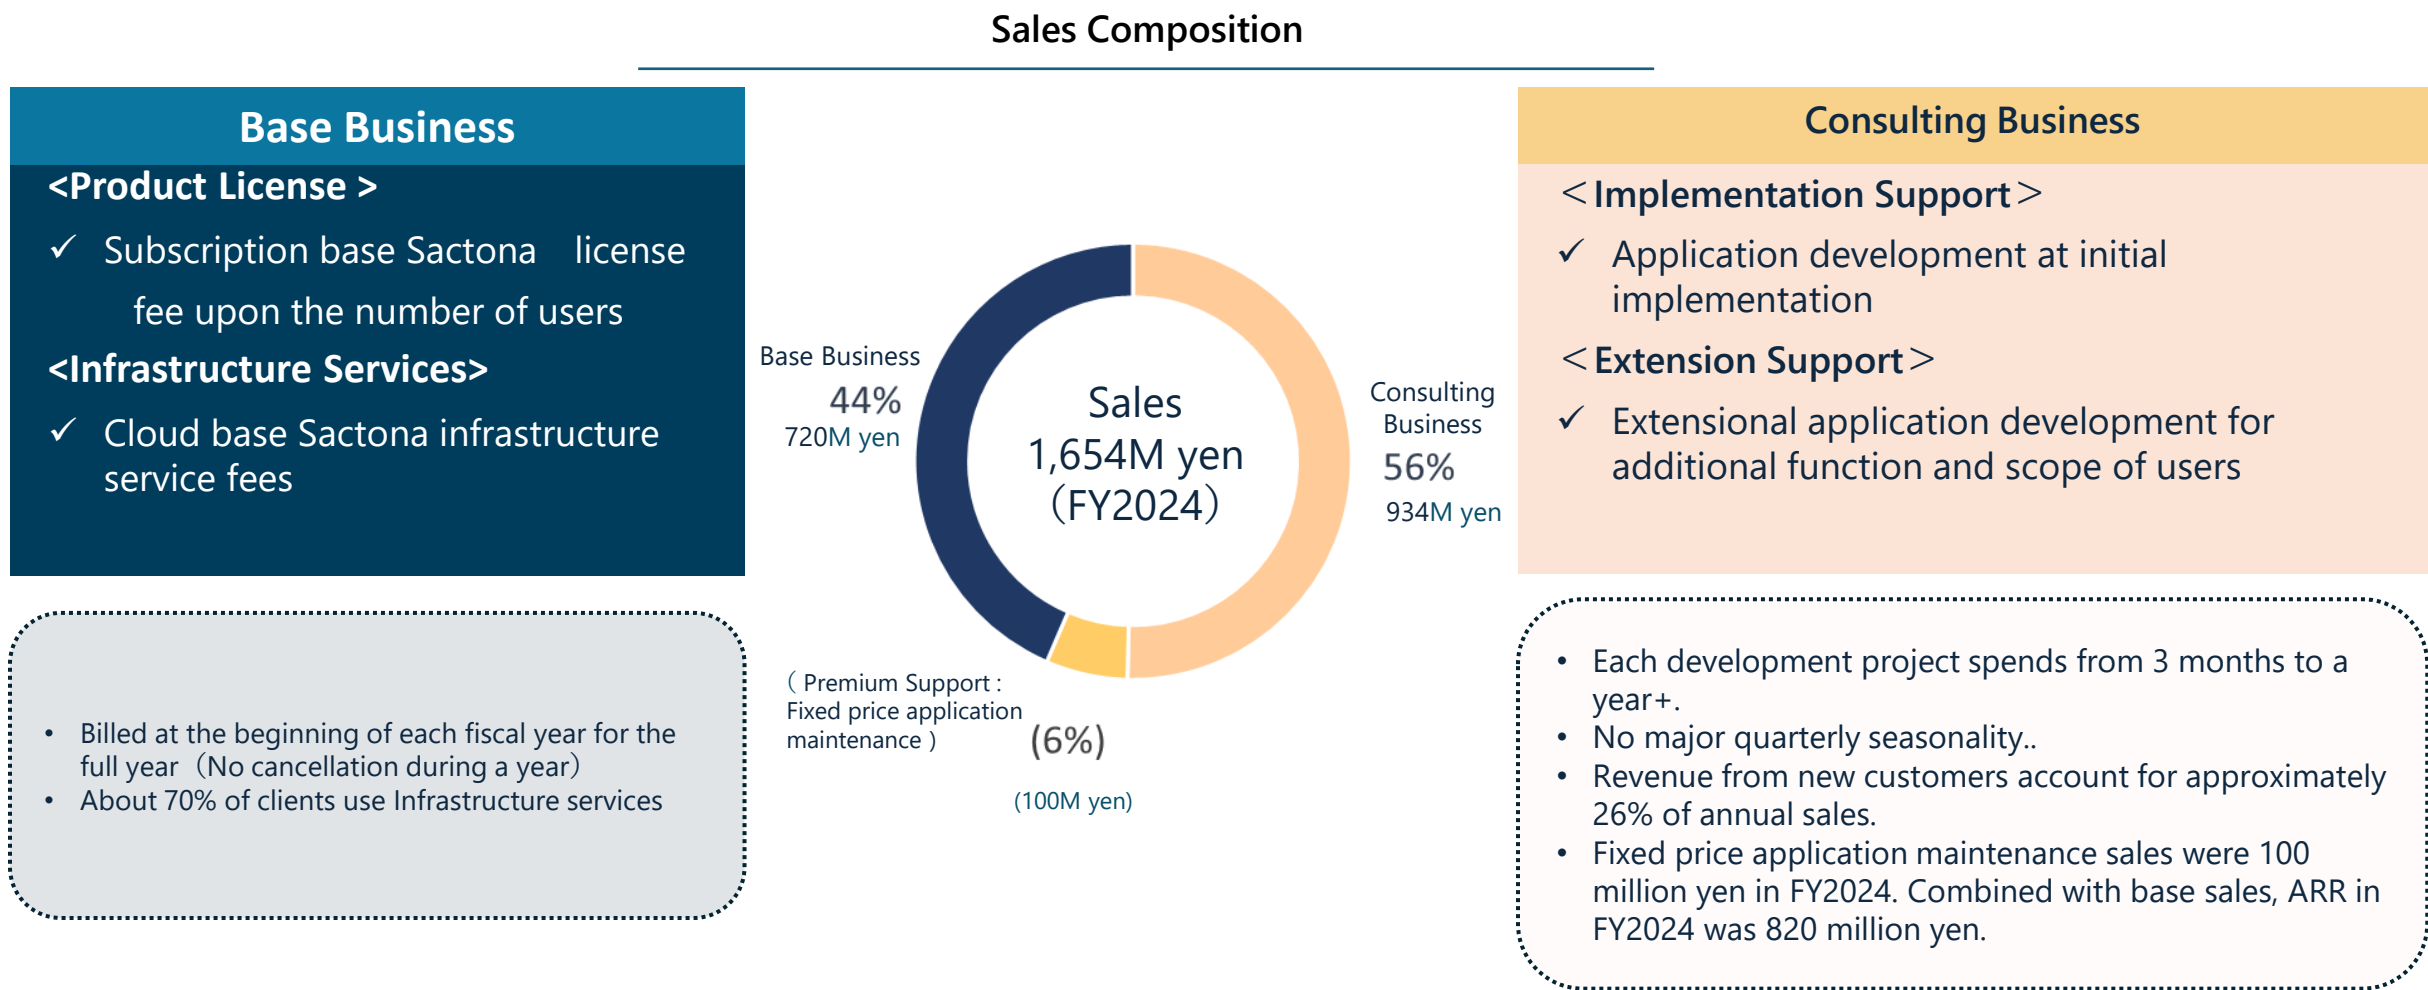 Sales Composition
Base Business
<Product License >
✓ Subscription base Sactona license
fee upon the number of users
<Infrastructure Services>
✓ Cloud base Sactona infrastructure
service fees
• Billed at the beginning of each fiscal year for the
full year（No cancellation during a year）
• About 70% of clients use Infrastructure services
Base Business
44%
720M yen
Sales
1,654M yen
（FY2024）
Consulting
Business
56%
934M yen
（ Premium Support :
Fixed price application
maintenance )
(6%)
(100M yen)
Consulting Business
＜Implementation Support＞
✓ Application development at initial
implementation
＜Extension Support＞
✓ Extensional application development for
additional function and scope of users
• Each development project spends from 3 months to a
year+.
• No major quarterly seasonality..
• Revenue from new customers account for approximately
26% of annual sales.
• Fixed price application maintenance sales were 100
million yen in FY2024. Combined with base sales, ARR in
FY2024 was 820 million yen.